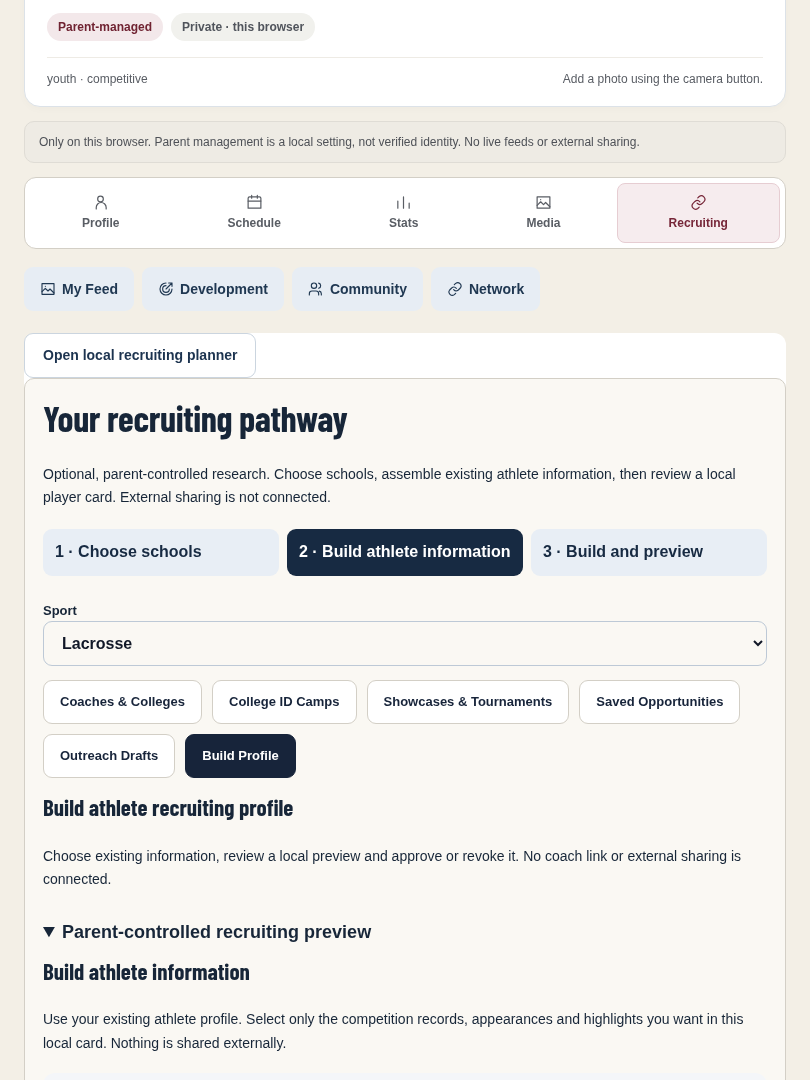 Parent-managed
Private · this browser
youth · competitive
Add a photo using the camera button.
Only on this browser. Parent management is a local setting, not verified identity. No live feeds or external sharing.
Profile
Schedule
Stats
Media
Recruiting
My Feed
Development
Community
Network
Open local recruiting planner
Your recruiting pathway
Optional, parent-controlled research. Choose schools, assemble existing athlete information, then review a local
player card. External sharing is not connected.
1 · Choose schools
2 · Build athlete information
3 · Build and preview
Sport
Lacrosse
Coaches & Colleges
College ID Camps
Showcases & Tournaments
Saved Opportunities
Outreach Drafts
Build Profile
Build athlete recruiting profile
Choose existing information, review a local preview and approve or revoke it. No coach link or external sharing is
connected.
Parent-controlled recruiting preview
Build athlete information
Use your existing athlete profile. Select only the competition records, appearances and highlights you want in this
local card. Nothing is shared externally.